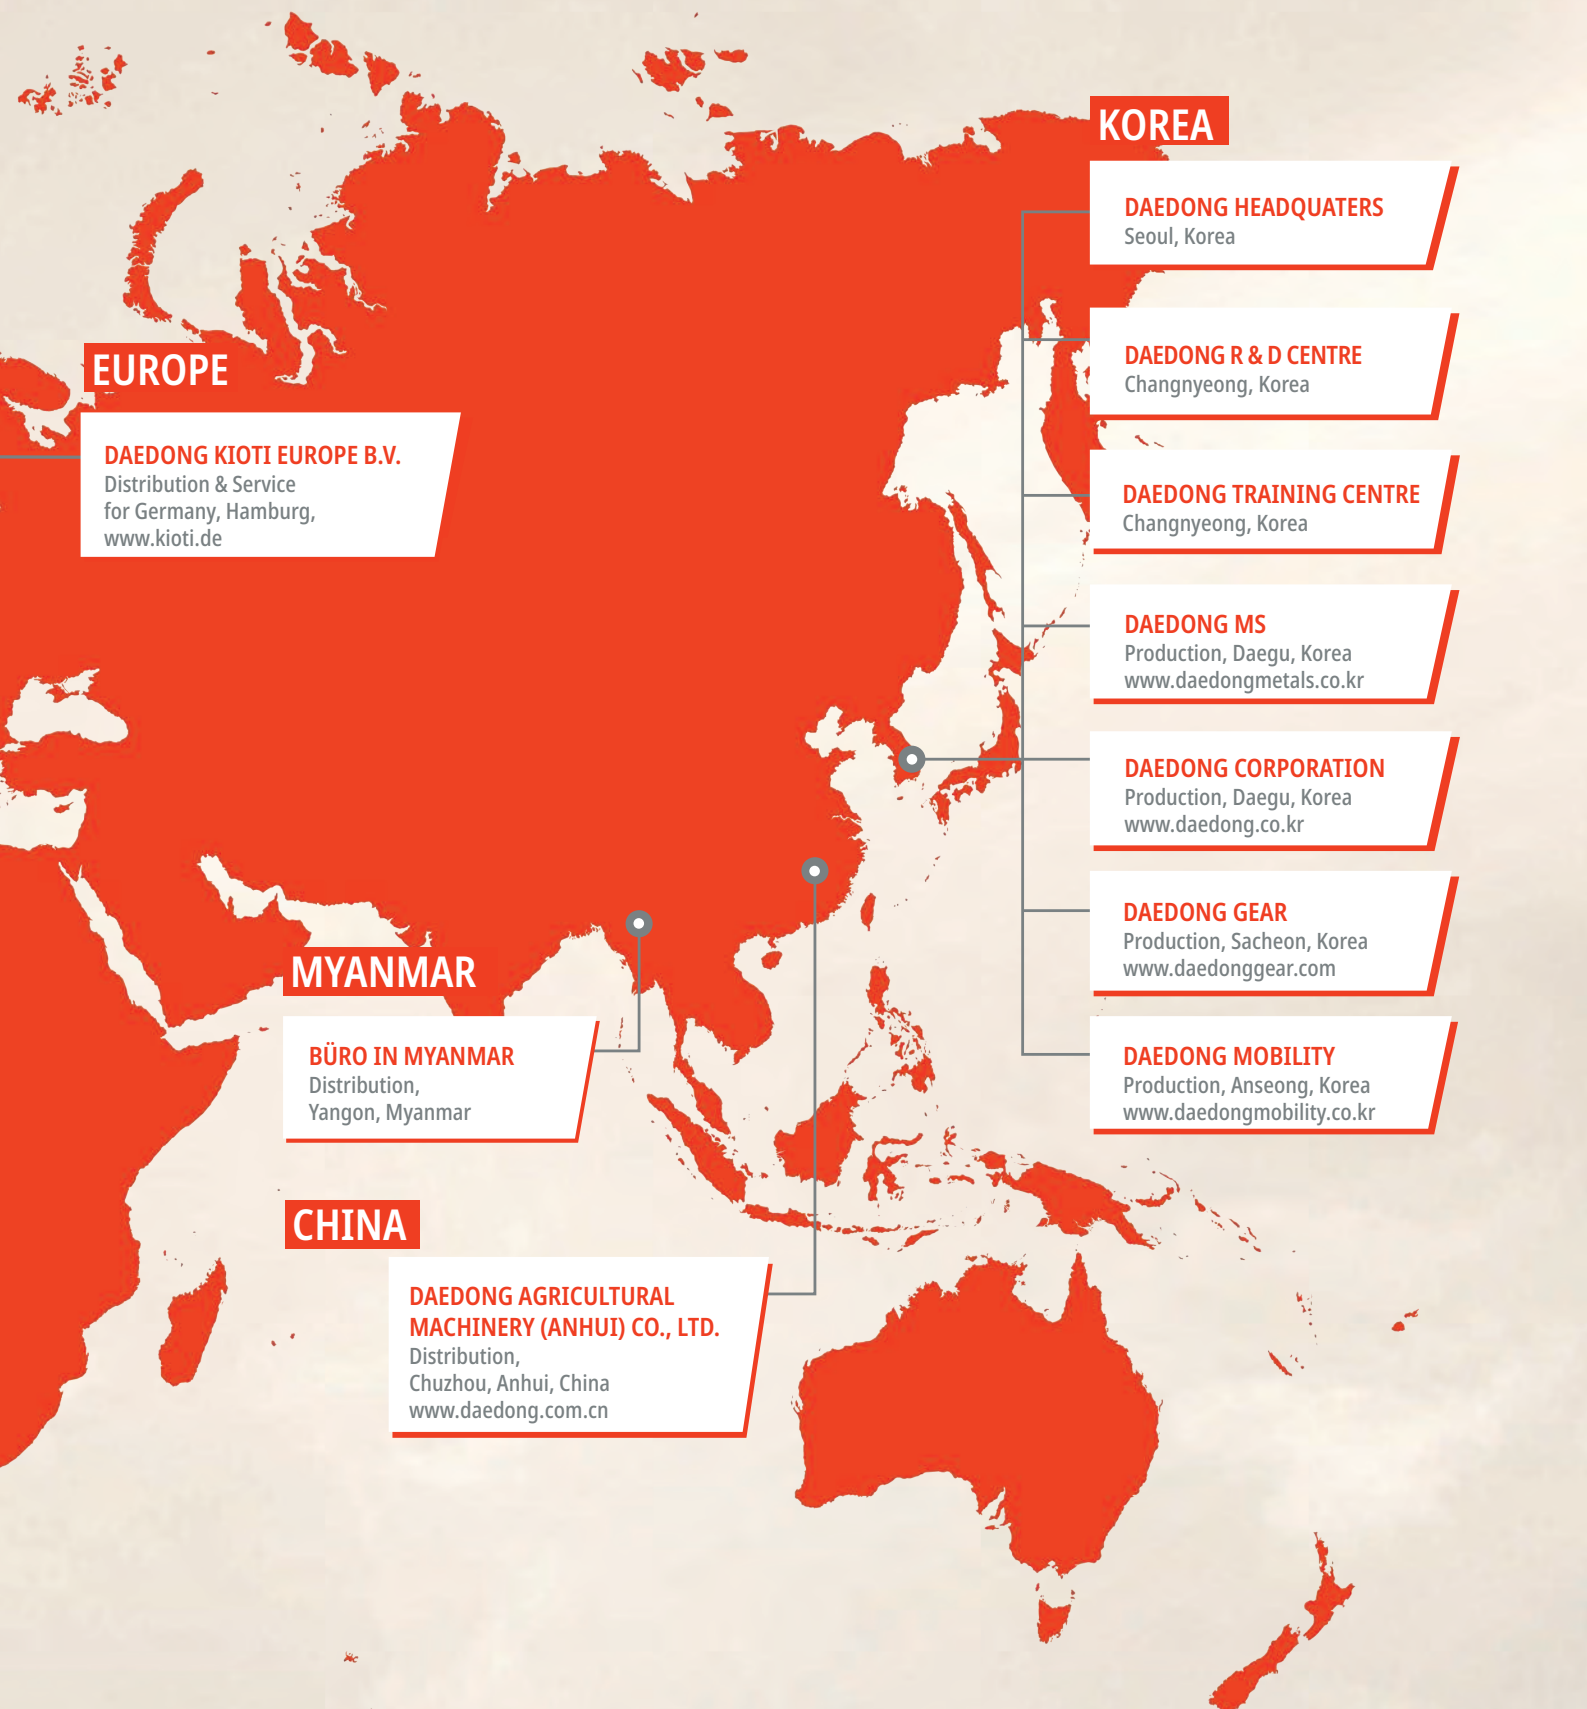 EUROPE
DAEDONG KIOTI EUROPE B.V.
Distribution & Service
for Germany, Hamburg,
www.kioti.de
MYANMAR
BÜRO IN MYANMAR
Distribution,
Yangon, Myanmar
CHINA
DAEDONG AGRICULTURAL
MACHINERY (ANHUI) CO., LTD.
Distribution,
Chuzhou, Anhui, China
www.daedong.com.cn
KOREA
DAEDONG HEADQUATERS
Seoul, Korea
DAEDONG R & D CENTRE
Changnyeong, Korea
DAEDONG TRAINING CENTRE
Changnyeong, Korea
DAEDONG MS
Production, Daegu, Korea
www.daedongmetals.co.kr
DAEDONG CORPORATION
Production, Daegu, Korea
www.daedong.co.kr
DAEDONG GEAR
Production, Sacheon, Korea
www.daedonggear.com
DAEDONG MOBILITY
Production, Anseong, Korea
www.daedongmobility.co.kr